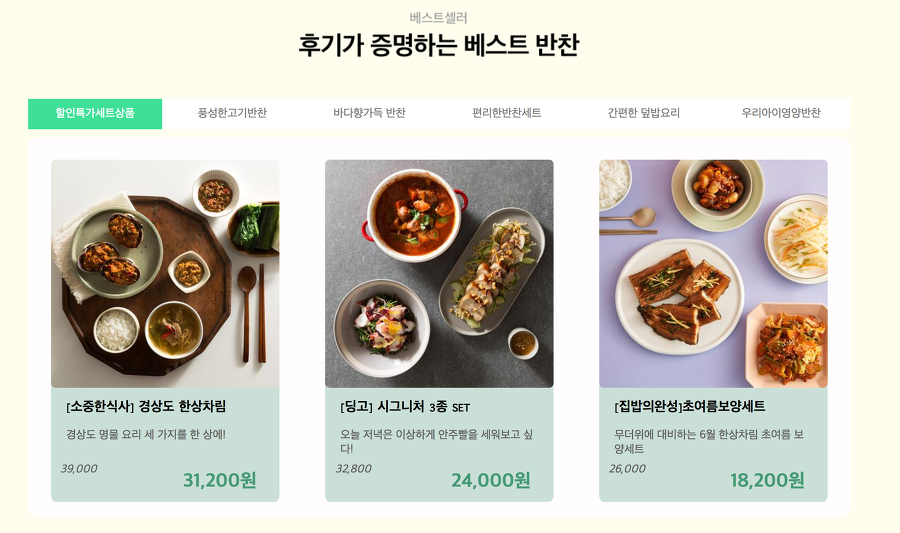 베스트셀러
후기가 증명하는 베스트 반찬
할인특가세트상품 풍성한고기반찬 바다향가득 반찬 편리한반찬세트 간편한 덮밥요리 우리아이영양반찬
[소중한식사] 경상도 한상차림
경상도 명물 요리 세 가지를 한 상에!
39,000
31,200원
[딩고] 시그니처 3종 SET
오늘 저녁은 이상하게 안주빨을 세워보고 싶
다!
32,800
24,000원
[집밥의완성]초여름보양세트
무더위에 대비하는 6월 한상차림 초여름 보
양세트
26,000
18,200원